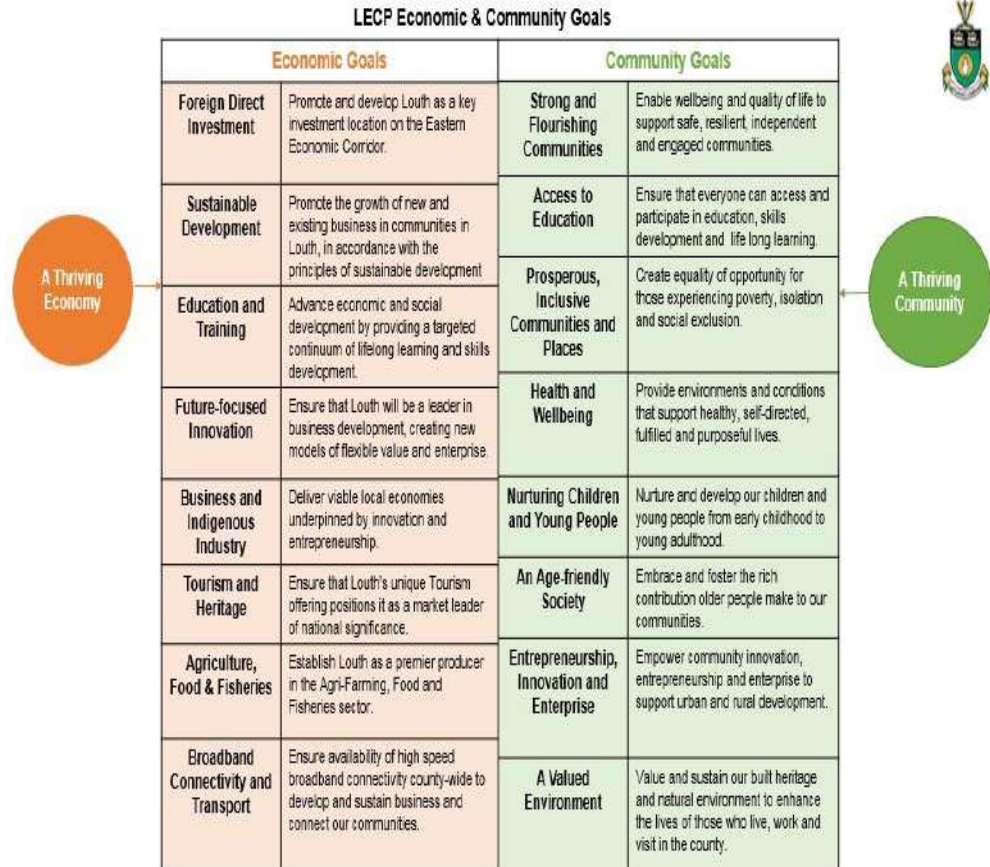 LECP Economic & Community Goals
Economic Goals
Foreign Direct
Investment
Promote and develop Louth as a key
investment location on the Eastern
Economic Corridor.
Sustainable
Development
Promote the growth of new and
existing business in communities in
Louth, in accordance with the
principles of sustainable development
Education and
Training
Advance economic and social
development by providing a targeted
continuum of lifelong learning and skills
development.
Future-focused
Innovation
Ensure that Louth will be a leader in
business development, creating new
models of flexible value and enterprise.
Business and
Indigenous
Industry
Deliver viable local economies
underpinned by innovation and
entrepreneurship.
Tourism and
Heritage
Ensure that Louth's unique Tourism
offering positions it as a market leader
of national significance.
Agriculture,
Food & Fisheries
Establish Louth as a premier producer
in the Agri-Farming, Food and
Fisheries sector.
Broadband
Connectivity and
Transport
Ensure availability of high speed
broadband connectivity county-wide to
develop and sustain business and
connect our communities.
Community Goals
Strong and
Flourishing
Communities
Enable wellbeing and quality of life to
support safe, resilient, independent
and engaged communities.
Access to
Education
Ensure that everyone can access and
participate in education, skills
development and life long learning.
Prosperous,
Inclusive
Communities and
Places
Create equality of opportunity for
those experiencing poverty, isolation
and social exclusion.
Health and
Wellbeing
Provide environments and conditions
that support healthy, self-directed,
fulfilled and purposeful lives.
Nurturing Children
and Young People
Nurture and develop our children and
young people from early childhood to
young adulthood.
An Age-friendly
Society
Embrace and foster the rich
contribution older people make to our
communities.
Entrepreneurship,
Innovation and
Enterprise
Empower community innovation,
entrepreneurship and enterprise to
support urban and rural development.
A Valued
Environment
Value and sustain our built heritage
and natural environment to enhance
the lives of those who live, work and
visit in the county.
A Thriving
Economy
A Thriving
Community